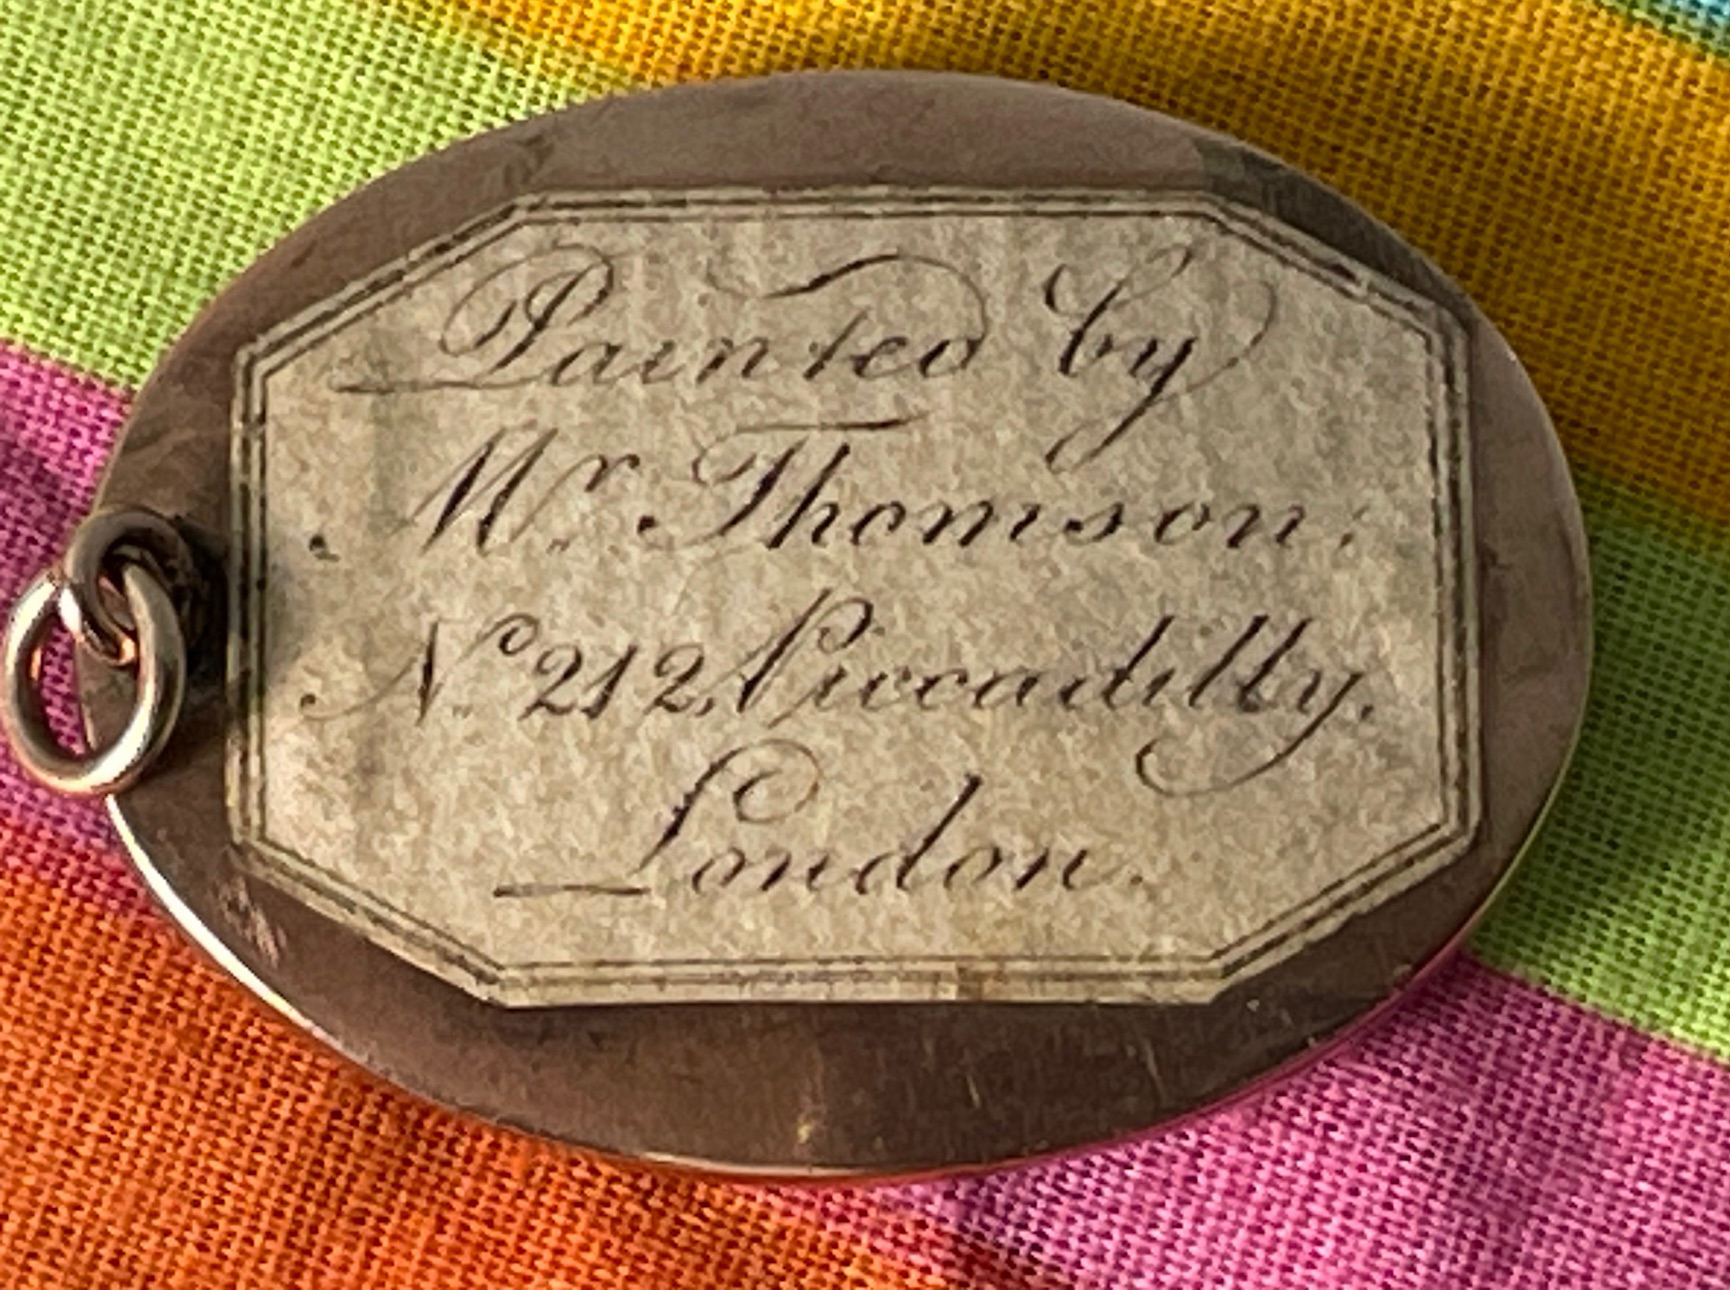 Painted by
Mr. Thomson.
No. 212, Piccadilly.
London.